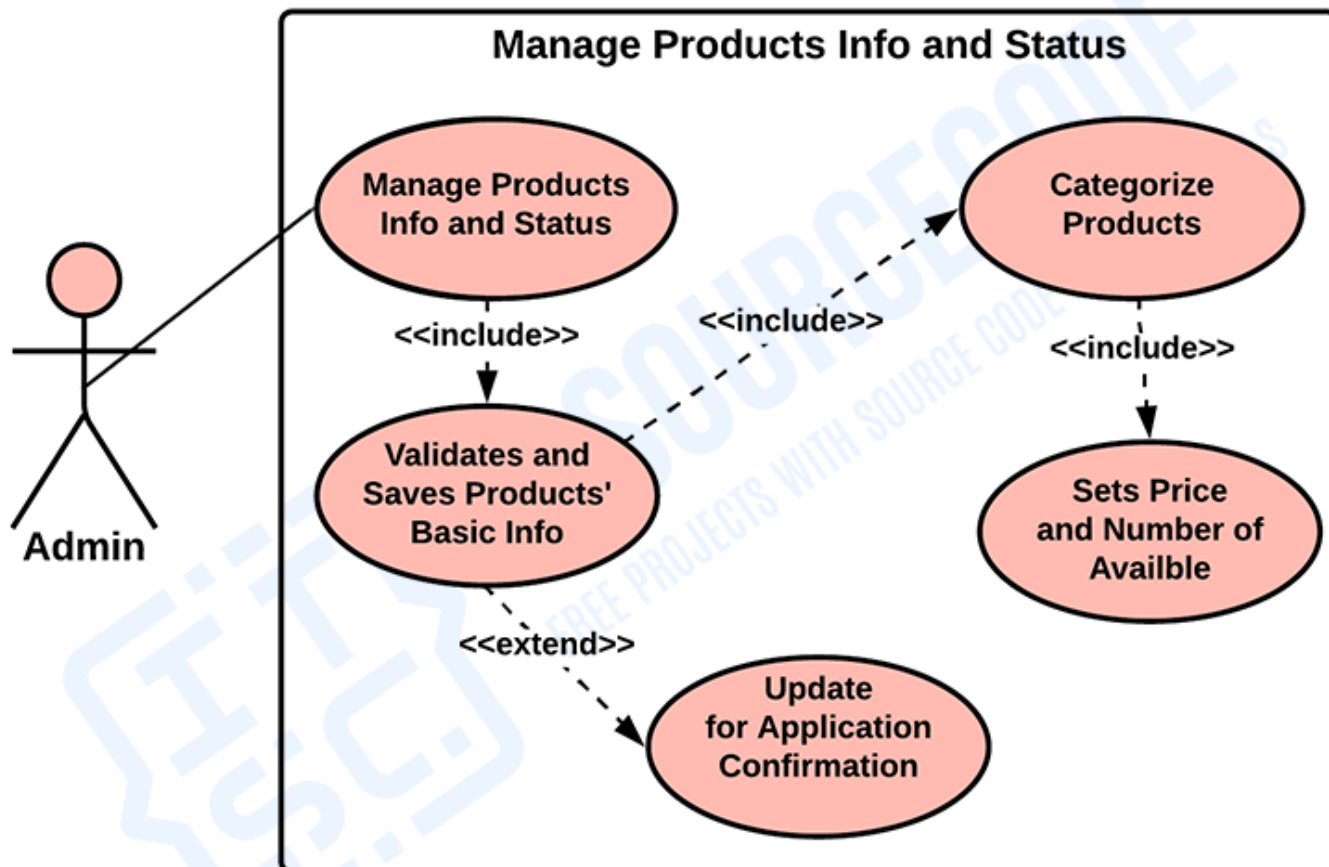 Manage Products Info and Status
Manage Products
Info and Status
Categorize
Products
<<include>>
<<include>>
<<include>>
Validates and
Saves Products'
Basic Info
Sets Price
and Number of
Availble
Admin
<<extend>>
Update
for Application
Confirmation
SOURCECODE
FREE PROJECTS WITH SOURCE CODE